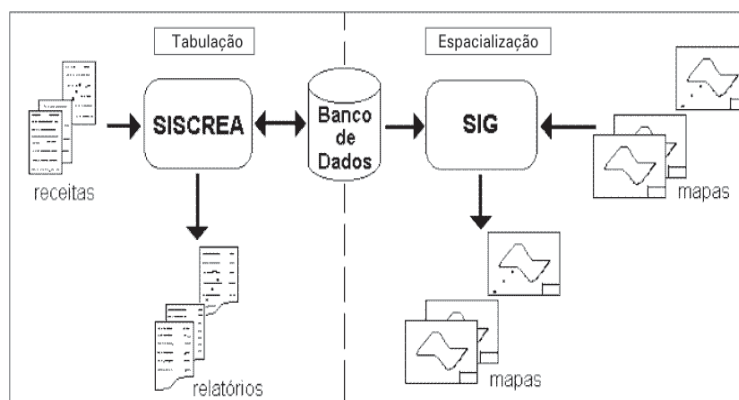 Tabulação
Espacialização
receitas
SISCREA
Banco
de
Dados
SIG
mapas
relatórios
mapas